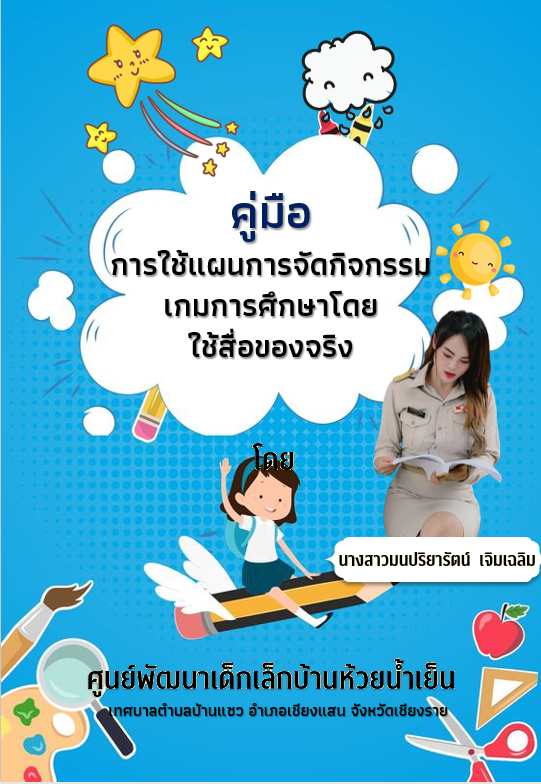 คู่มือ
การใช้แผนการจัดกิจกรรม
เกมการศึกษาโดย
ใช้สื่อของจริง
โดย
นางสาวมนปริยารัตน์ เจิมเฉลิม
ศูนย์พัฒนาเด็กเล็กบ้านห้วยน้ำเย็น
เทศบาลตำบลบ้านแซว อำเภอเชียงแสน จังหวัดเชียงราย